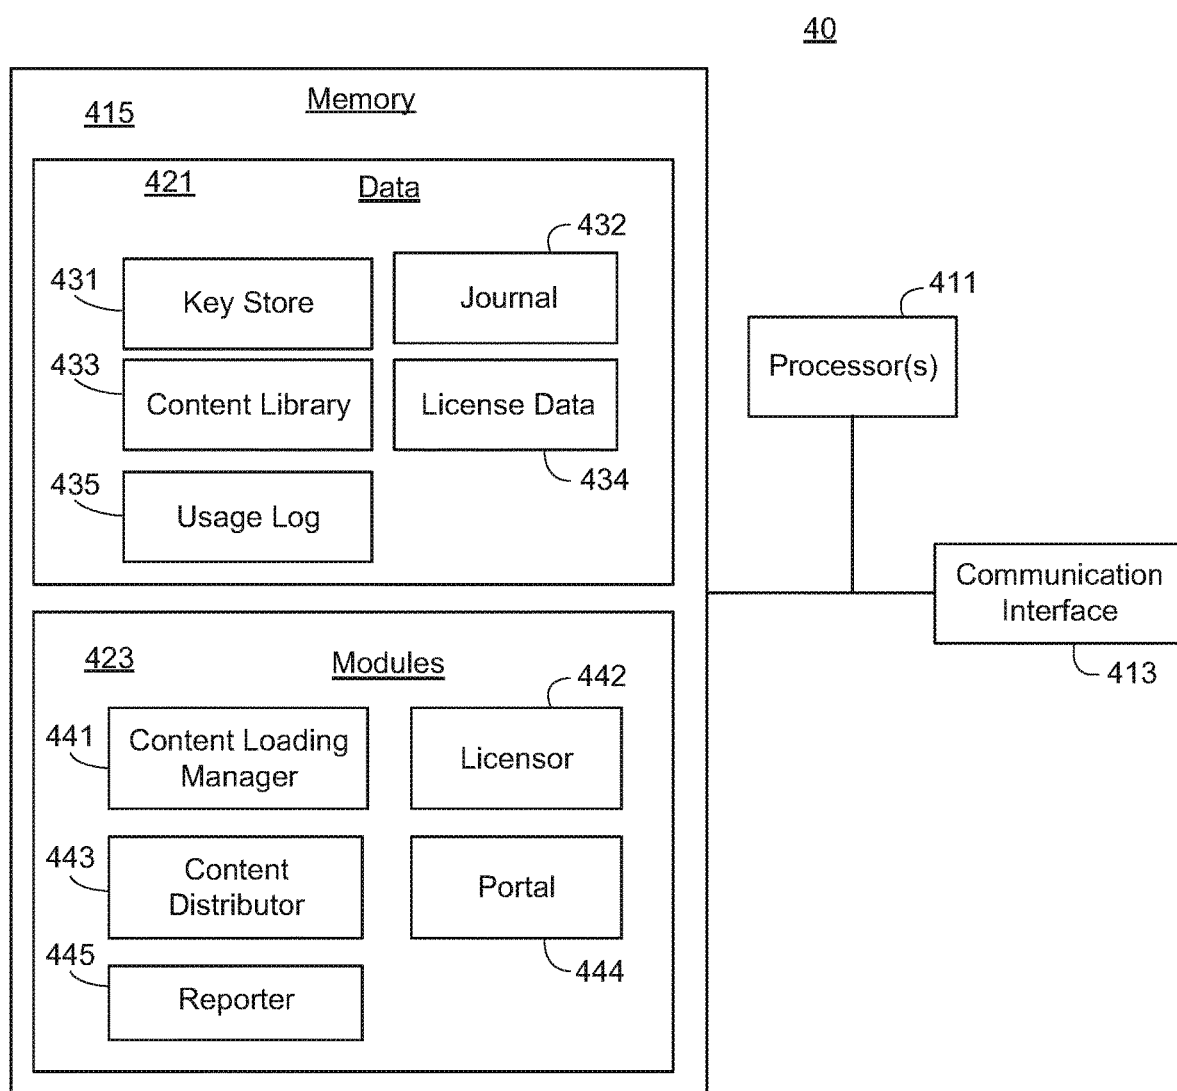 40
Memory
415
421
Data
432
431
Key Store
Journal
411
433
Processor(s)
Content Library
License Data
435
434
Usage Log
Communication
Interface
413
423
Modules
442
441
Content Loading
Manager
Licensor
443
Content
Distributor
Portal
445
444
Reporter